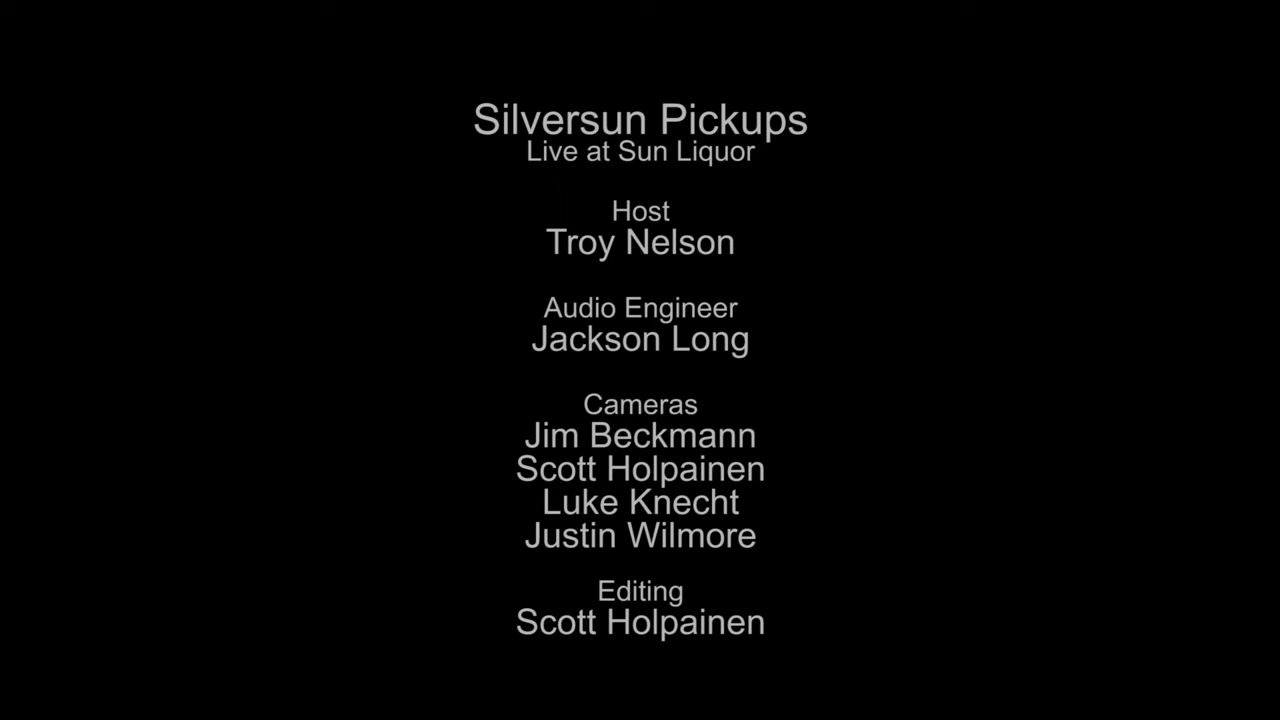 Silversun Pickups
Live at Sun Liquor
Host
Troy Nelson
Audio Engineer
Jackson Long
Cameras
Jim Beckmann
Scott Holpainen
Luke Knecht
Justin Wilmore
Editing
Scott Holpainen